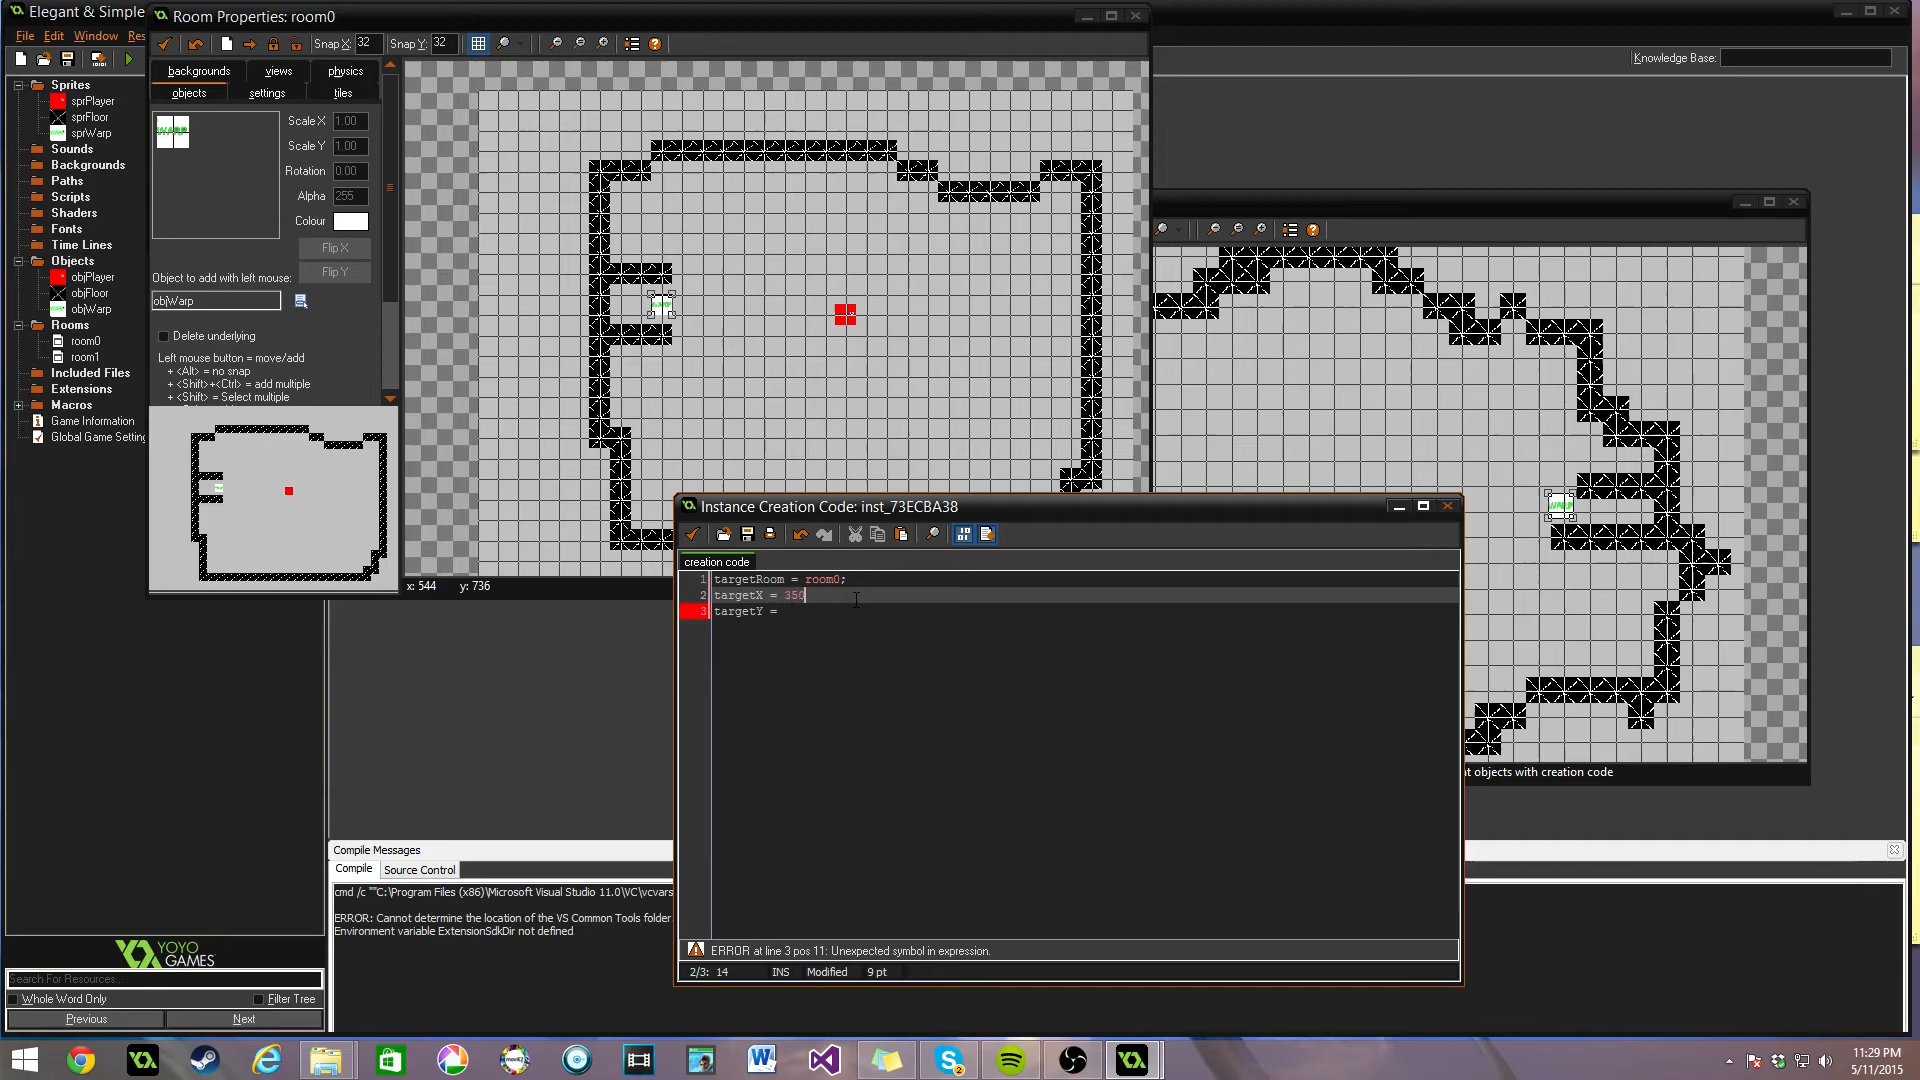 Elegant & Simple
Room Properties: room0
File Edit Window Res
Snap X: 32 Snap Y: 32
Knowledge Base:
backgrounds views physics
objects settings tiles
Scale X 1.00
Scale Y 1.00
Rotation 0.00
Alpha 255
Colour
Flip X
Flip Y
Object to add with left mouse:
objWarp
Delete underlying
Left mouse button = move/add
+ <Alt> = no snap
+ <Shift>+<Ctrl> = add multiple
+ <Shift> = Select multiple
Sprites
sprPlayer
sprFloor
sprWarp
Sounds
Backgrounds
Paths
Scripts
Shaders
Fonts
Time Lines
Objects
objPlayer
objFloor
objWarp
Rooms
room0
room1
Included Files
Extensions
Macros
Game Information
Global Game Setting
WARP
WARP
x: 544 y: 736
Instance Creation Code: inst_73ECBA38
creation code
1 targetRoom = room0;
2 targetX = 350
3 targetY =
ERROR at line 3 pos 11: Unexpected symbol in expression.
2/3: 14 INS Modified 9 pt
t objects with creation code
Compile Messages
Compile Source Control
cmd /c ""C:\Program Files (x86)\Microsoft Visual Studio 11.0\VC\vcvars
ERROR: Cannot determine the location of the VS Common Tools folder.
Environment variable ExtensionSdkDir not defined
YOYO
GAMES
Search For Resources...
Whole Word Only Filter Tree
Previous Next
11:29 PM
5/11/2015